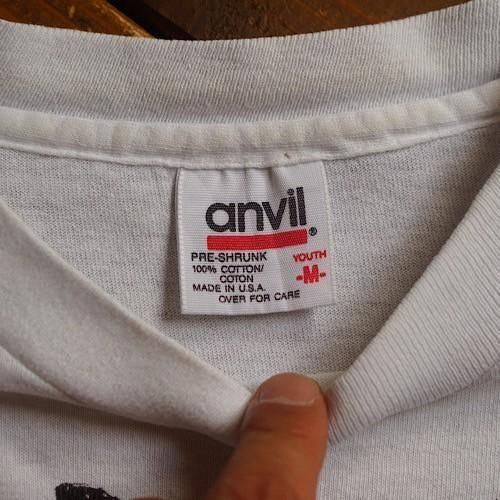 anvil®
PRE-SHRUNK YOUTH
100% COTTON/ -M-
COTON
MADE IN U.S.A.
OVER FOR CARE